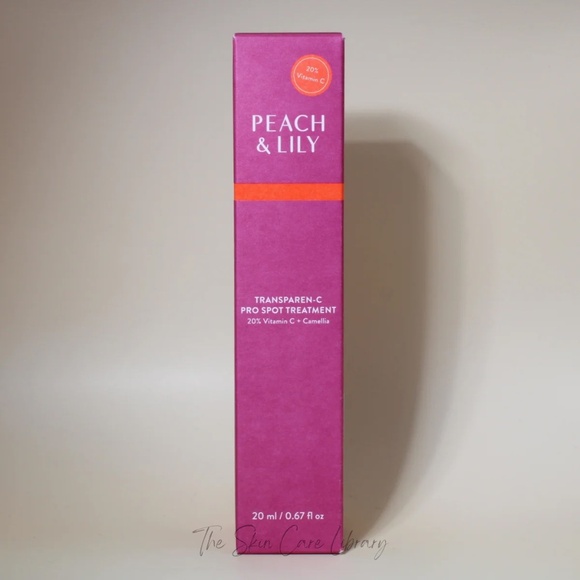 20%
Vitamin C
PEACH
& LILY
TRANSPAREN-C
PRO SPOT TREATMENT
20% Vitamin C + Camellia
20 ml / 0.67 fl oz
The Skin Care Library